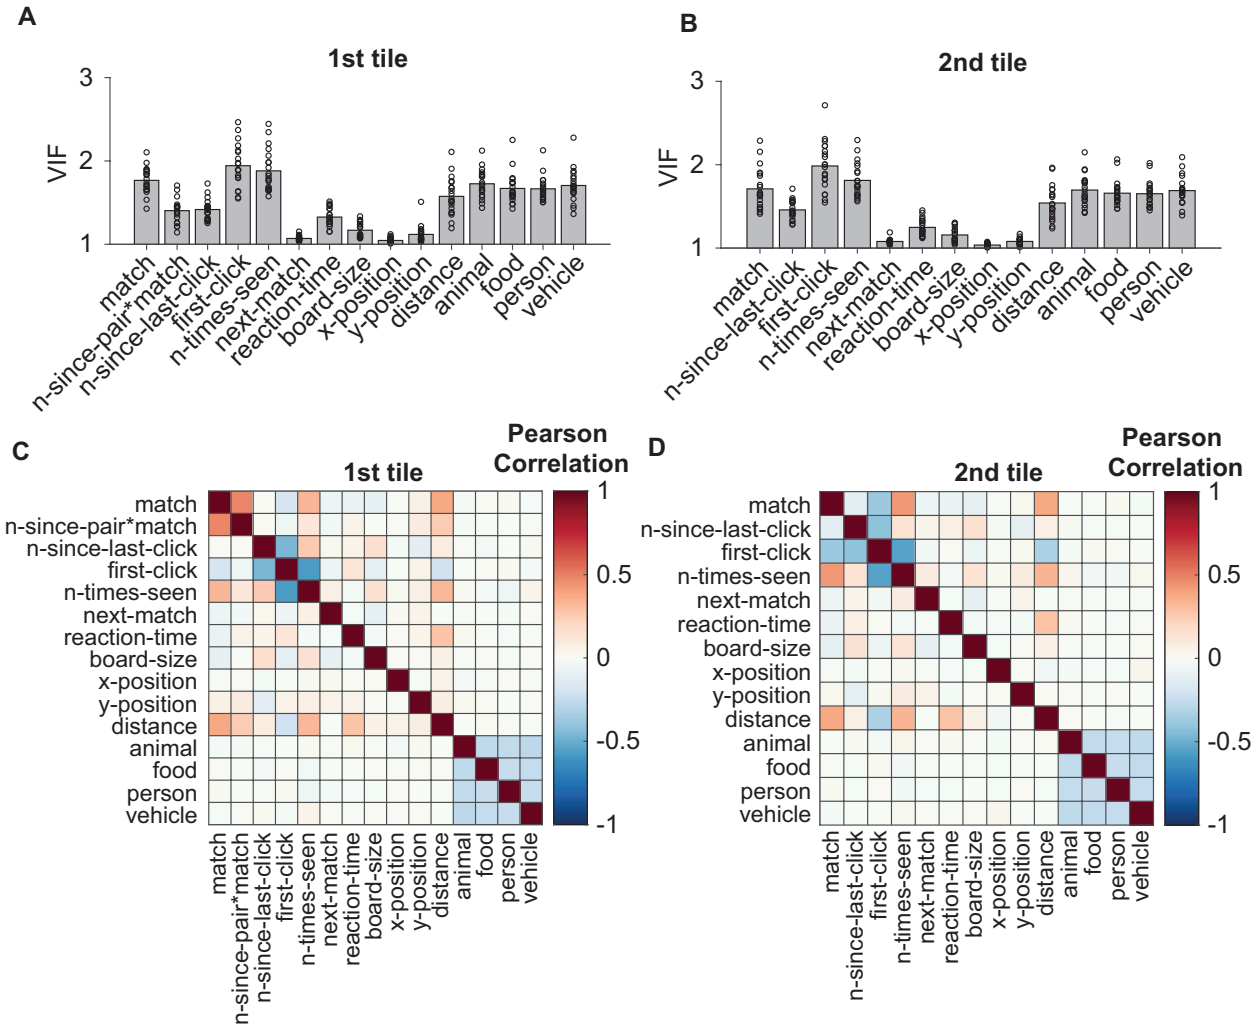 A
1st tile
VIF
3
2
1
match
n-since-pair*match
n-since-last-click
first-click
n-times-seen
next-match
reaction-time
board-size
x-position
y-position
distance
animal
food
person
vehicle
B
2nd tile
VIF
3
2
1
match
n-since-last-click
first-click
n-times-seen
next-match
reaction-time
board-size
x-position
y-position
distance
animal
food
person
vehicle
C
1st tile
Pearson
Correlation
match
n-since-pair*match
n-since-last-click
first-click
n-times-seen
next-match
reaction-time
board-size
x-position
y-position
distance
animal
food
person
vehicle
match
n-since-pair*match
n-since-last-click
first-click
n-times-seen
next-match
reaction-time
board-size
x-position
y-position
distance
animal
food
person
vehicle
1
0.5
0
-0.5
-1
D
2nd tile
Pearson
Correlation
match
n-since-last-click
first-click
n-times-seen
next-match
reaction-time
board-size
x-position
y-position
distance
animal
food
person
vehicle
match
n-since-last-click
first-click
n-times-seen
next-match
reaction-time
board-size
x-position
y-position
distance
animal
food
person
vehicle
1
0.5
0
-0.5
-1